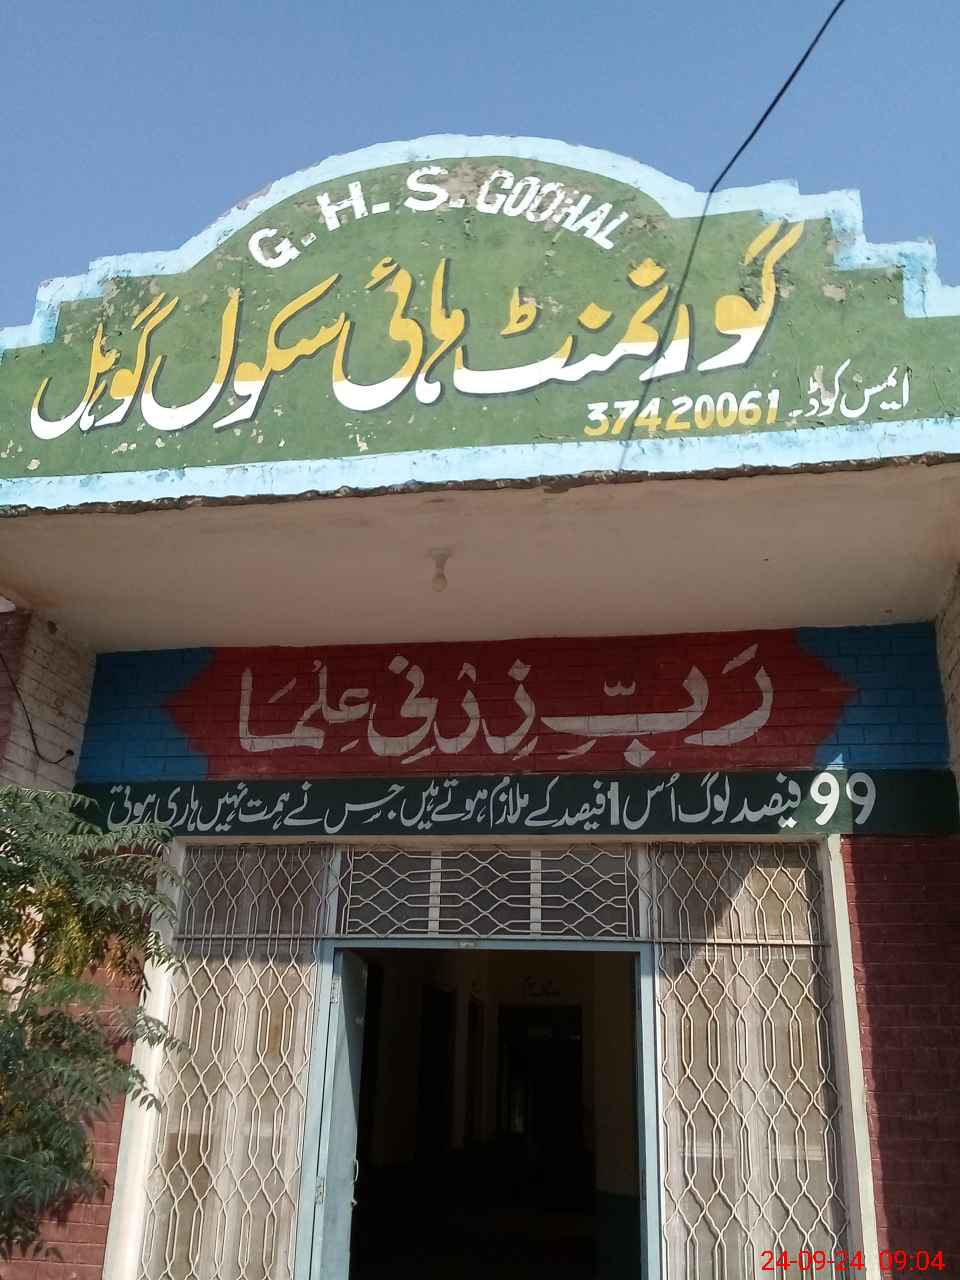 G.H.S. GOOHAL
گورنمنٹ ہائی سکول گوہل
ایمس کوڈ۔ 37420061
رَبِّ زِدْنِی عِلْمَا
99 فیصد لوگ اُس 1 فیصد کے ملازم ہوتے ہیں جس نے ہمت نہیں ہاری ہوتی
24-09-24 09:04